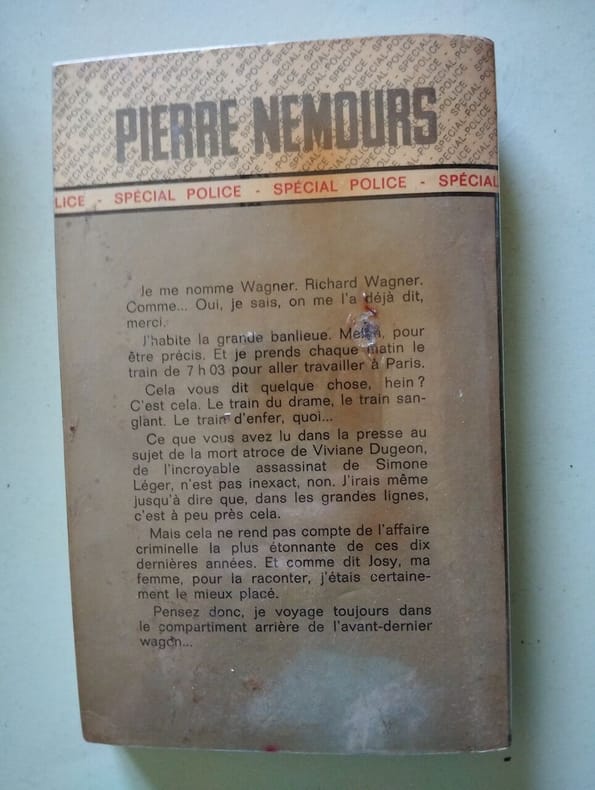 PIERRE NEMOURS
LICE - SPÉCIAL POLICE - SPÉCIAL POLICE - SPÉCIAL
Je me nomme Wagner. Richard Wagner.
Comme... Oui, je sais, on me l'a déjà dit,
merci.
J'habite la grande banlieue. Melun, pour
être précis. Et je prends chaque matin le
train de 7 h 03 pour aller travailler à Paris.
Cela vous dit quelque chose, hein ?
C'est cela. Le train du drame, le train san-
glant. Le train d'enfer, quoi...
Ce que vous avez lu dans la presse au
sujet de la mort atroce de Viviane Dugeon,
de l'incroyable assassinat de Simone
Léger, n'est pas inexact, non. J'irais même
jusqu'à dire que, dans les grandes lignes,
c'est à peu près cela.
Mais cela ne rend pas compte de l'affaire
criminelle la plus étonnante de ces dix
dernières années. Et comme dit Josy, ma
femme, pour la raconter, j'étais certaine-
ment le mieux placé.
Pensez donc, je voyage toujours dans
le compartiment arrière de l'avant-dernier
wagon...